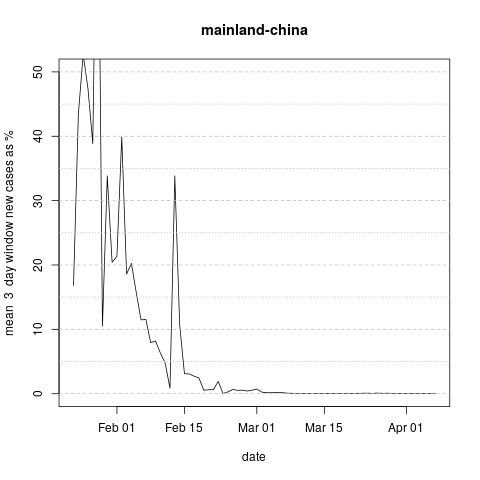 mainland-china
mean  3  day window new cases as %
50
40
30
20
10
0
Feb 01
Feb 15
Mar 01
Mar 15
Apr 01
date